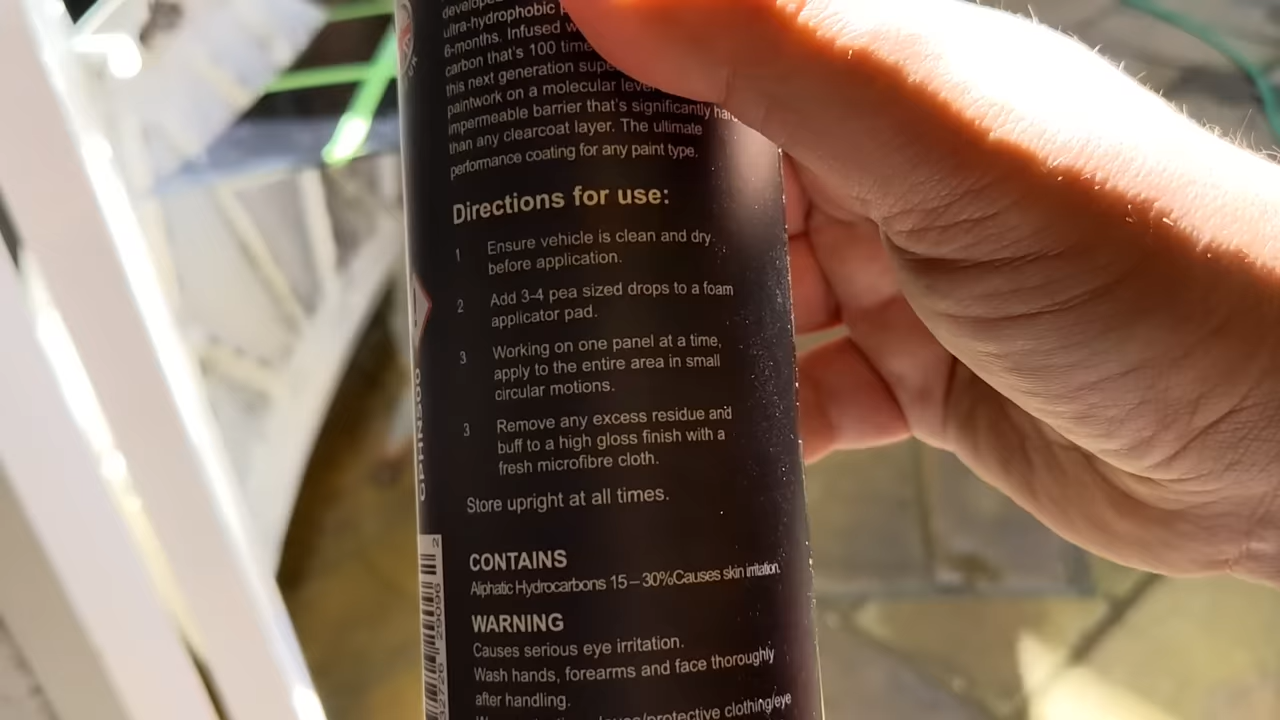 developed
ultra-hydrophobic
6-months. Infused
carbon that's 100
this next generation
paintwork on a molecular
impermeable barrier that's significantly
than any clearcoat layer. The ultimate
performance coating for any paint type.
Directions for use:
1 Ensure vehicle is clean and dry
before application.
2 Add 3-4 pea sized drops to a foam
applicator pad.
3 Working on one panel at a time,
apply to the entire area in small
circular motions.
3 Remove any excess residue and
buff to a high gloss finish with a
fresh microfibre cloth.
Store upright at all times.
CONTAINS
Aliphatic Hydrocarbons 15 – 30%Causes skin irritation.
WARNING
Causes serious eye irritation.
Wash hands, forearms and face thoroughly
after handling.
clothing/eye
UK